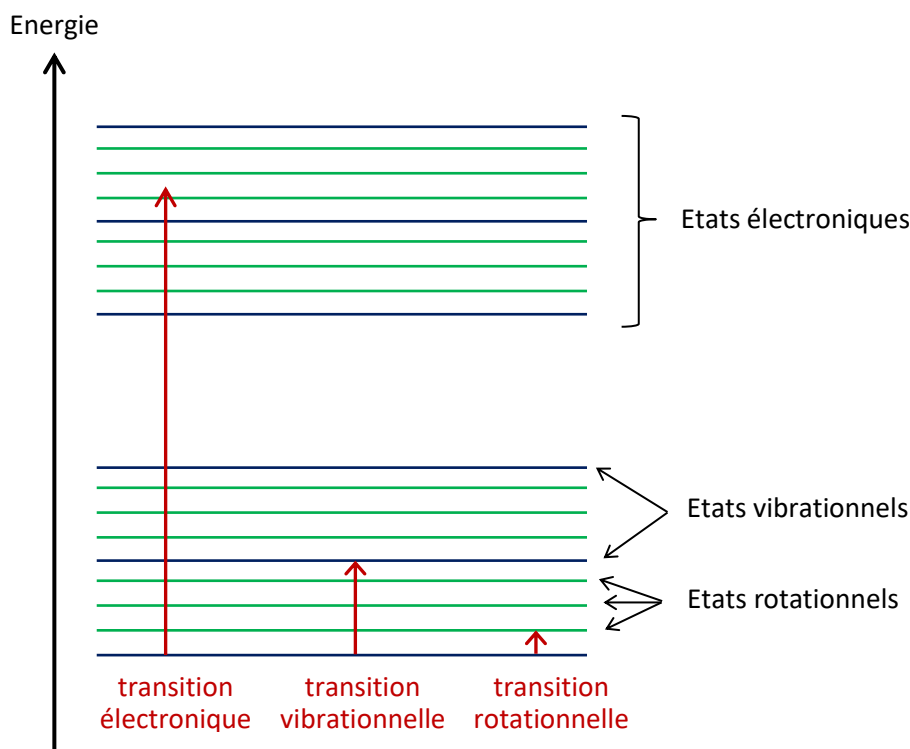 Energie
Etats électroniques
Etats vibrationnels
Etats rotationnels
transition
électronique
transition
vibrationnelle
transition
rotationnelle